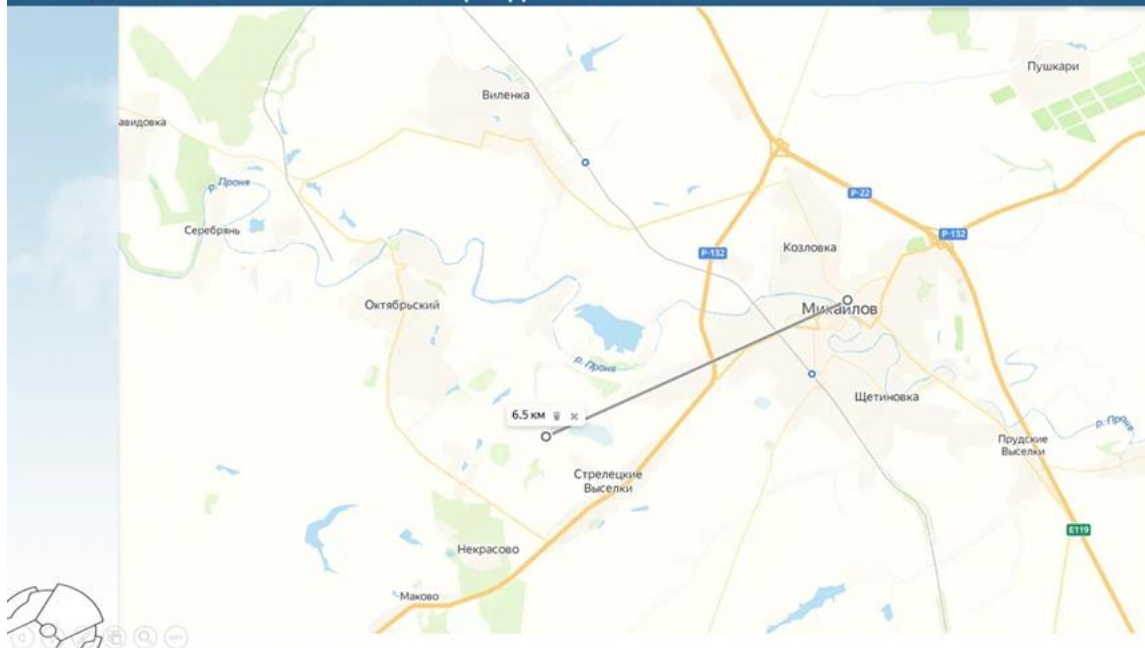 Пушкари
Виленка
авидовка
р. Проня
Р-22
Серебрянь
Р-132
Козловка
Р-132
Октябрьский
Михайлов
р. Проня
Щетиновка
6.5 км
р. Проня
Прудские
Выселки
Стрелецкие
Выселки
Е119
Некрасово
Маково